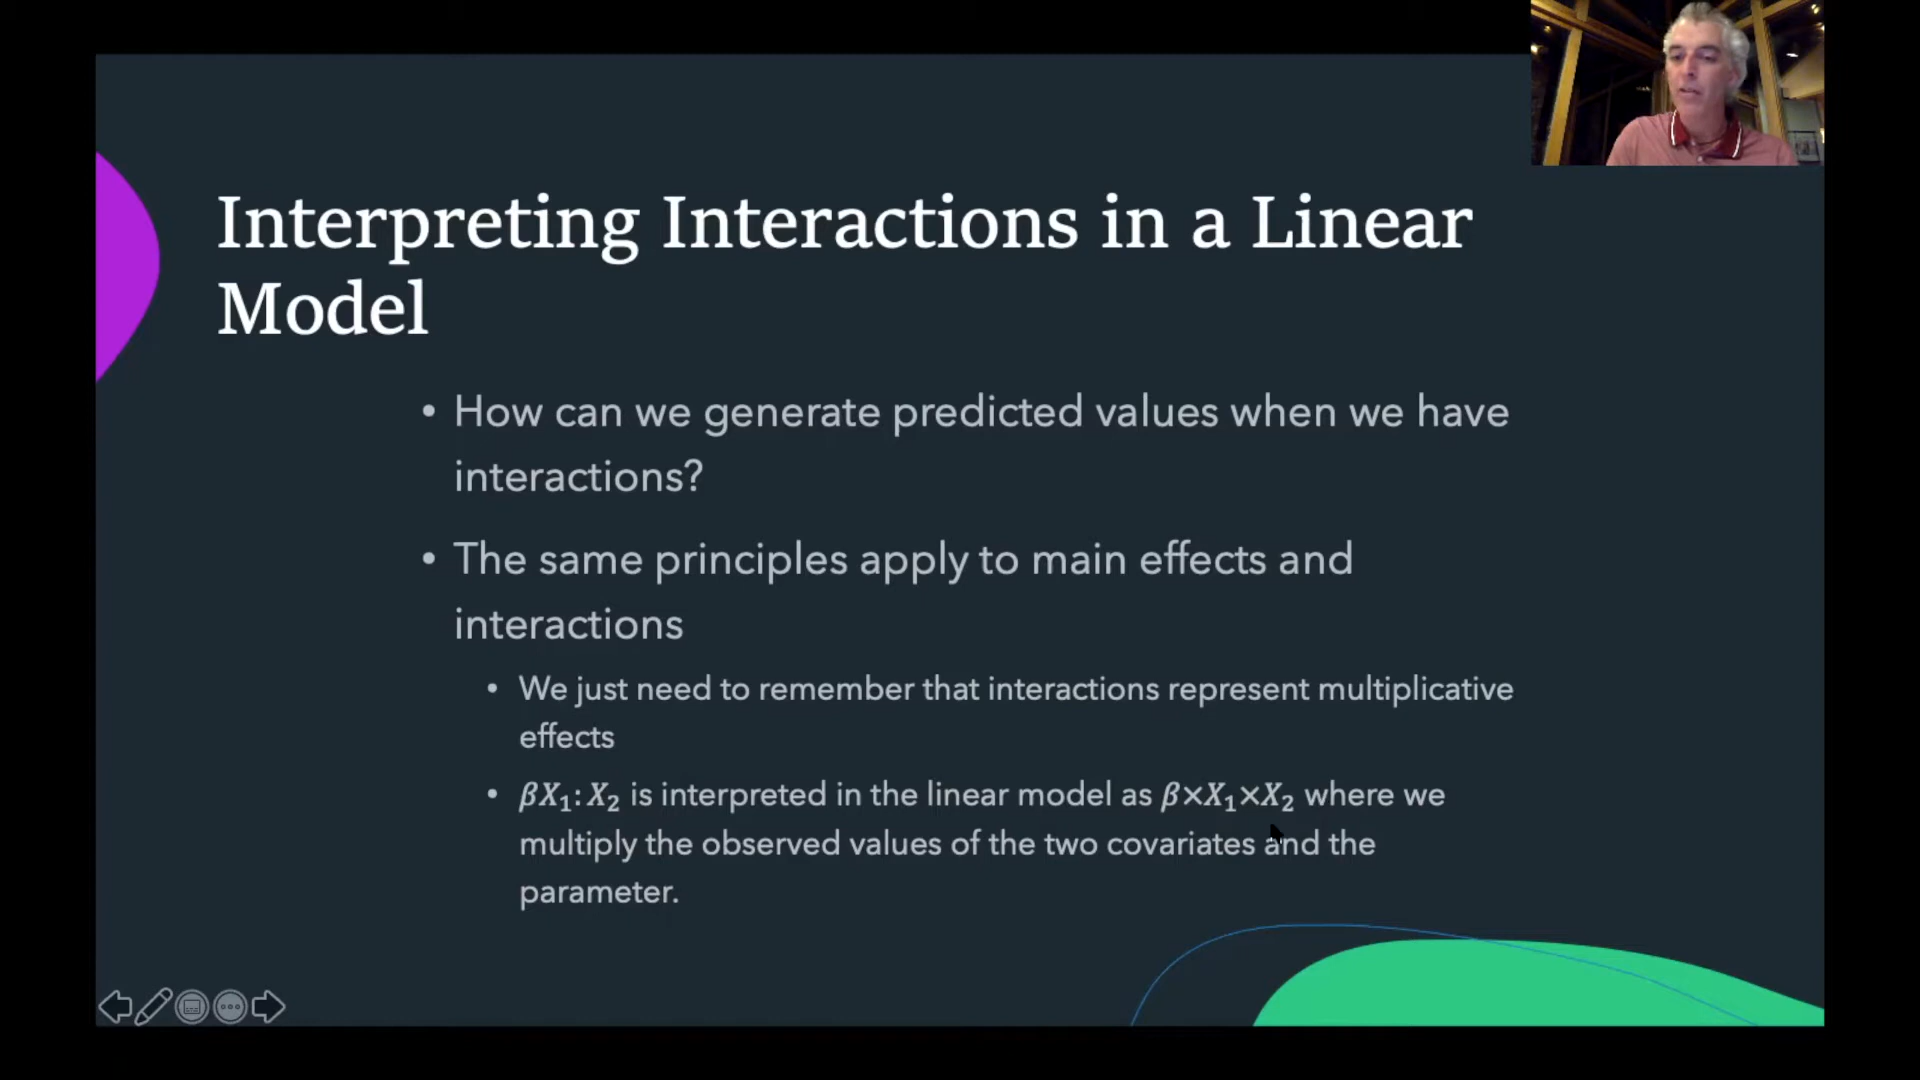 Interpreting Interactions in a Linear
Model
• How can we generate predicted values when we have
interactions?
• The same principles apply to main effects and
interactions
• We just need to remember that interactions represent multiplicative
effects
• βX₁:X₂ is interpreted in the linear model as β×X₁×X₂ where we
multiply the observed values of the two covariates and the
parameter.